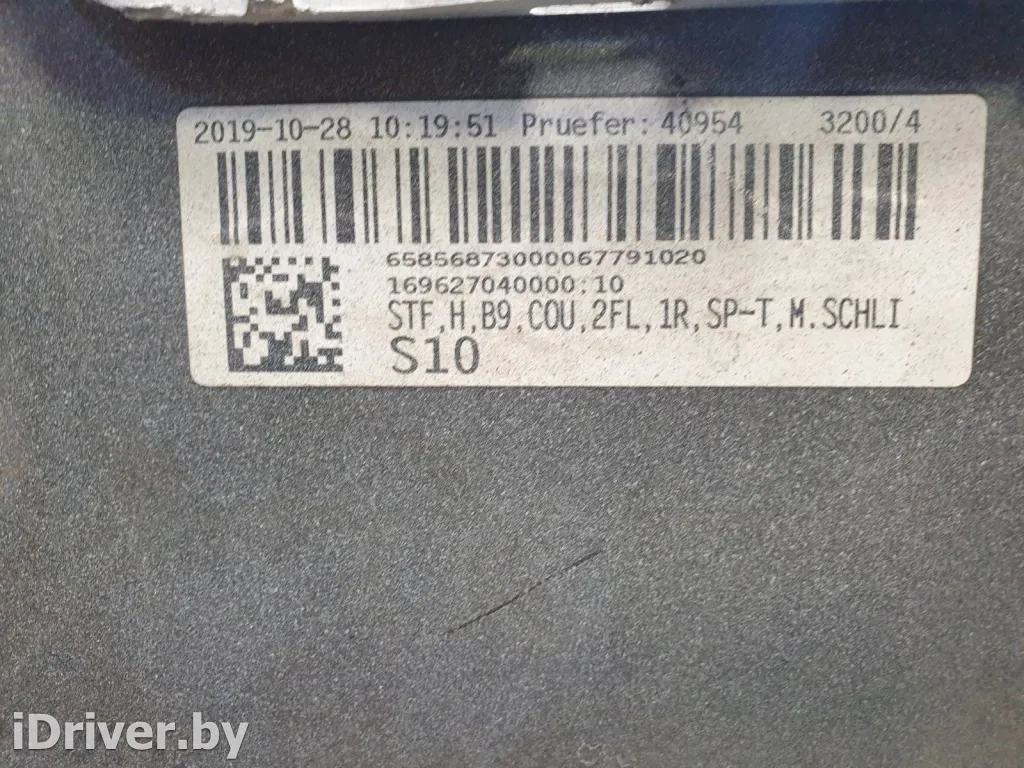 2019-10-28 10:19:51 Pruefer: 40954 3200/4
65856873000067791020
169627040000:10
STF,H,B9,COU,2FL,1R,SP-T,M.SCHLI
S10
iDriver.by